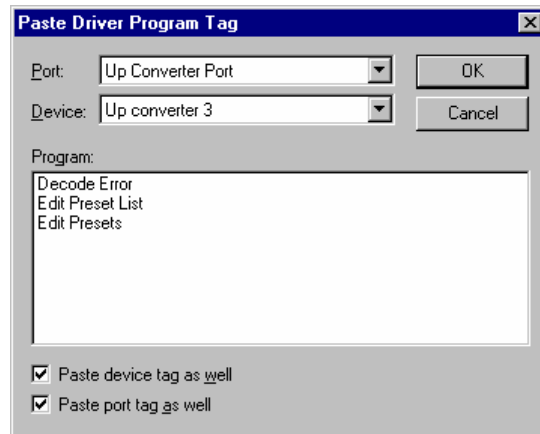 Paste Driver Program Tag
Port: Up Converter Port OK
Device: Up converter 3 Cancel
Program:
Decode Error
Edit Preset List
Edit Presets
Paste device tag as well
Paste port tag as well